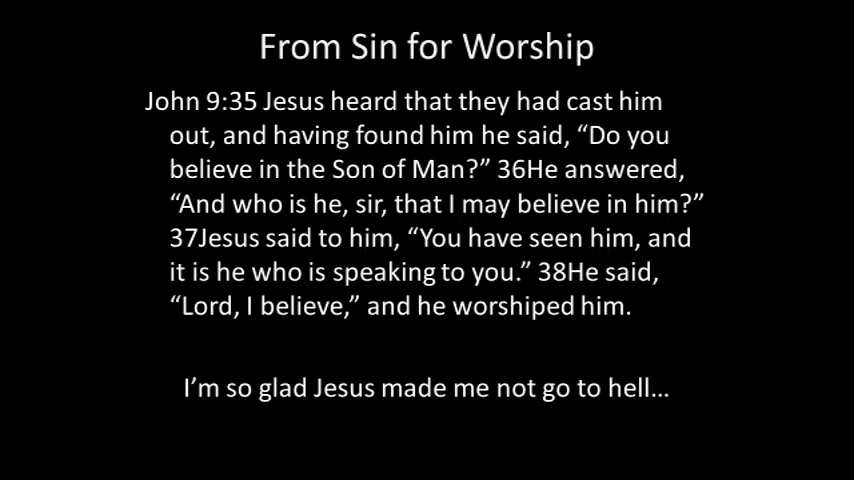 From Sin for Worship
John 9:35 Jesus heard that they had cast him
out, and having found him he said, “Do you
believe in the Son of Man?” 36He answered,
“And who is he, sir, that I may believe in him?”
37Jesus said to him, “You have seen him, and
it is he who is speaking to you.” 38He said,
“Lord, I believe,” and he worshiped him.
I’m so glad Jesus made me not go to hell…